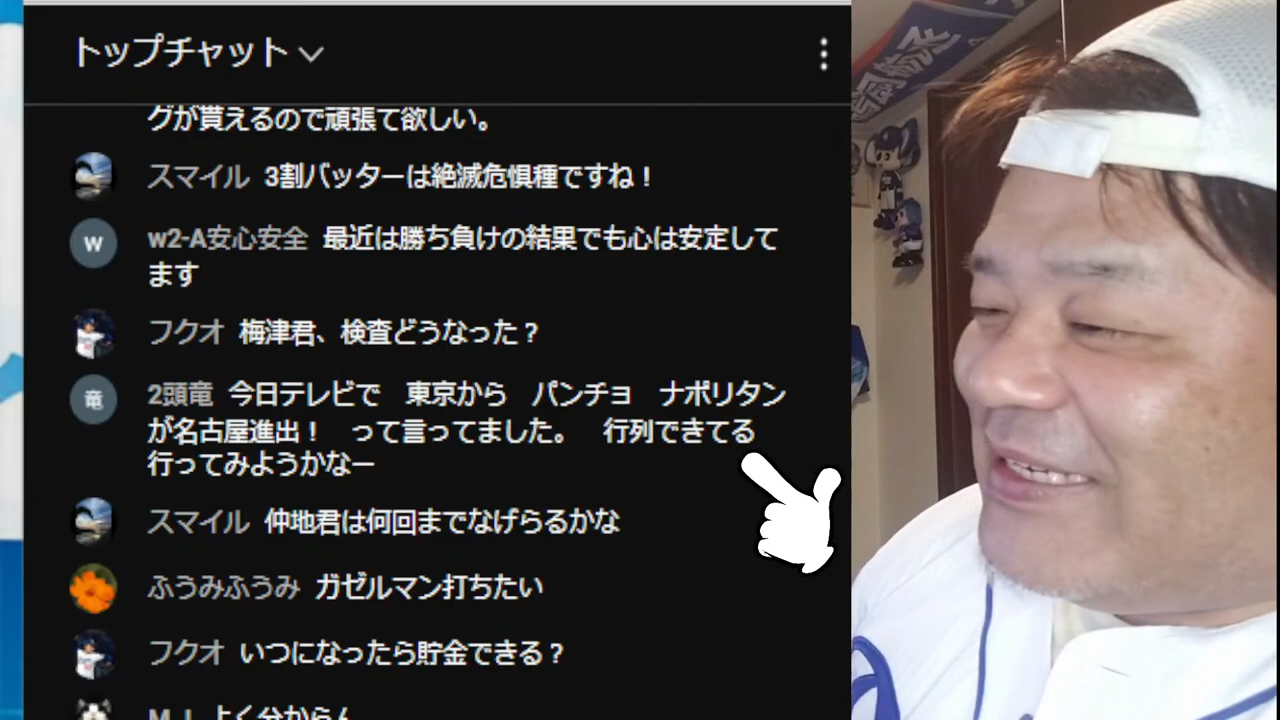 トップチャット
グが貰えるので頑張て欲しい。
スマイル 3割バッターは絶滅危惧種ですね！
W w2-A安心安全 最近は勝ち負けの結果でも心は安定して
ます
フクオ 梅津君、検査どうなった？
竜 2頭竜 今日テレビで　東京から　パンチョ　ナポリタン
が名古屋進出！　って言ってました。　行列できてる
行ってみようかなー
スマイル 仲地君は何回までなげらるかな
ふうみふうみ ガゼルマン打ちたい
フクオ いつになったら貯金できる？
よく分からん